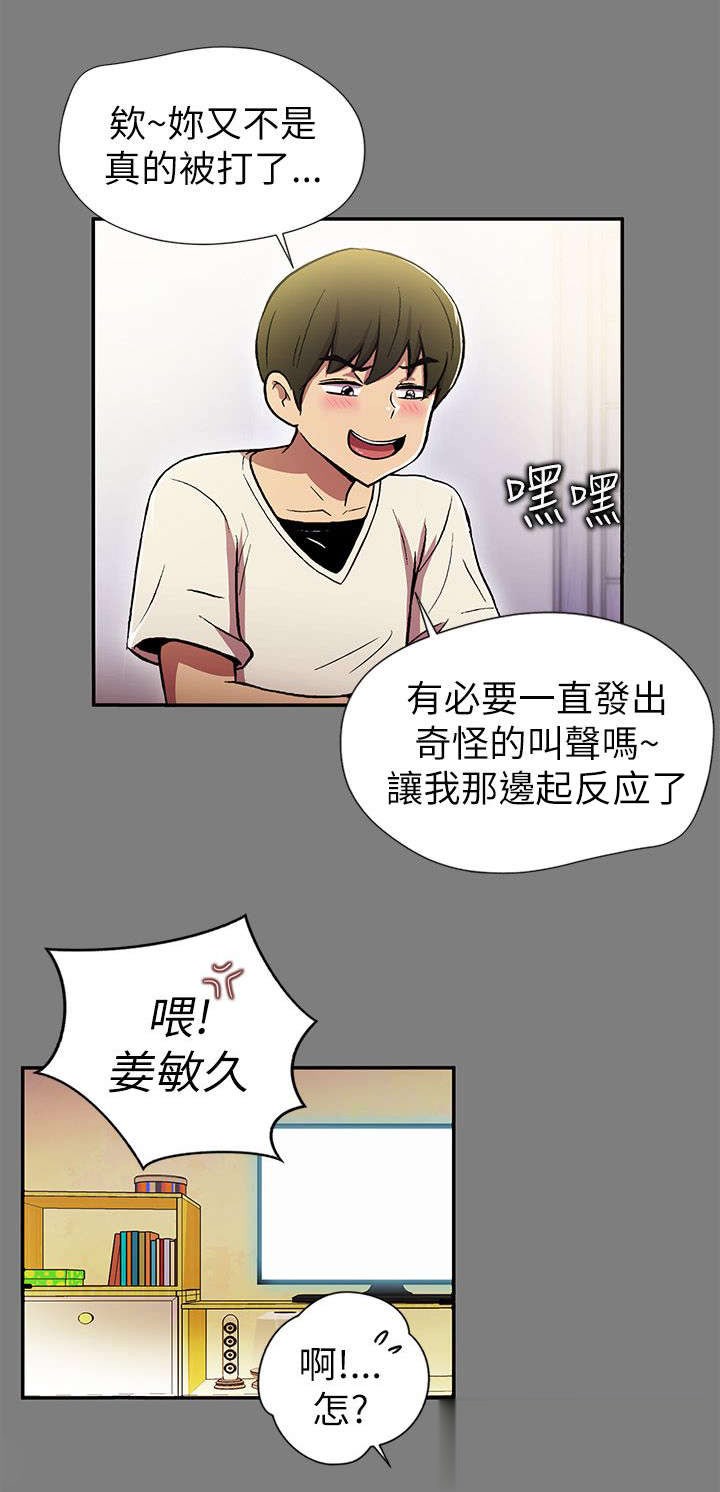 欸~妳又不是
真的被打了...
嘿嘿
有必要一直發出
奇怪的叫聲嗎~
讓我那邊起反应了
喂!
姜敏久
啊!...
怎?